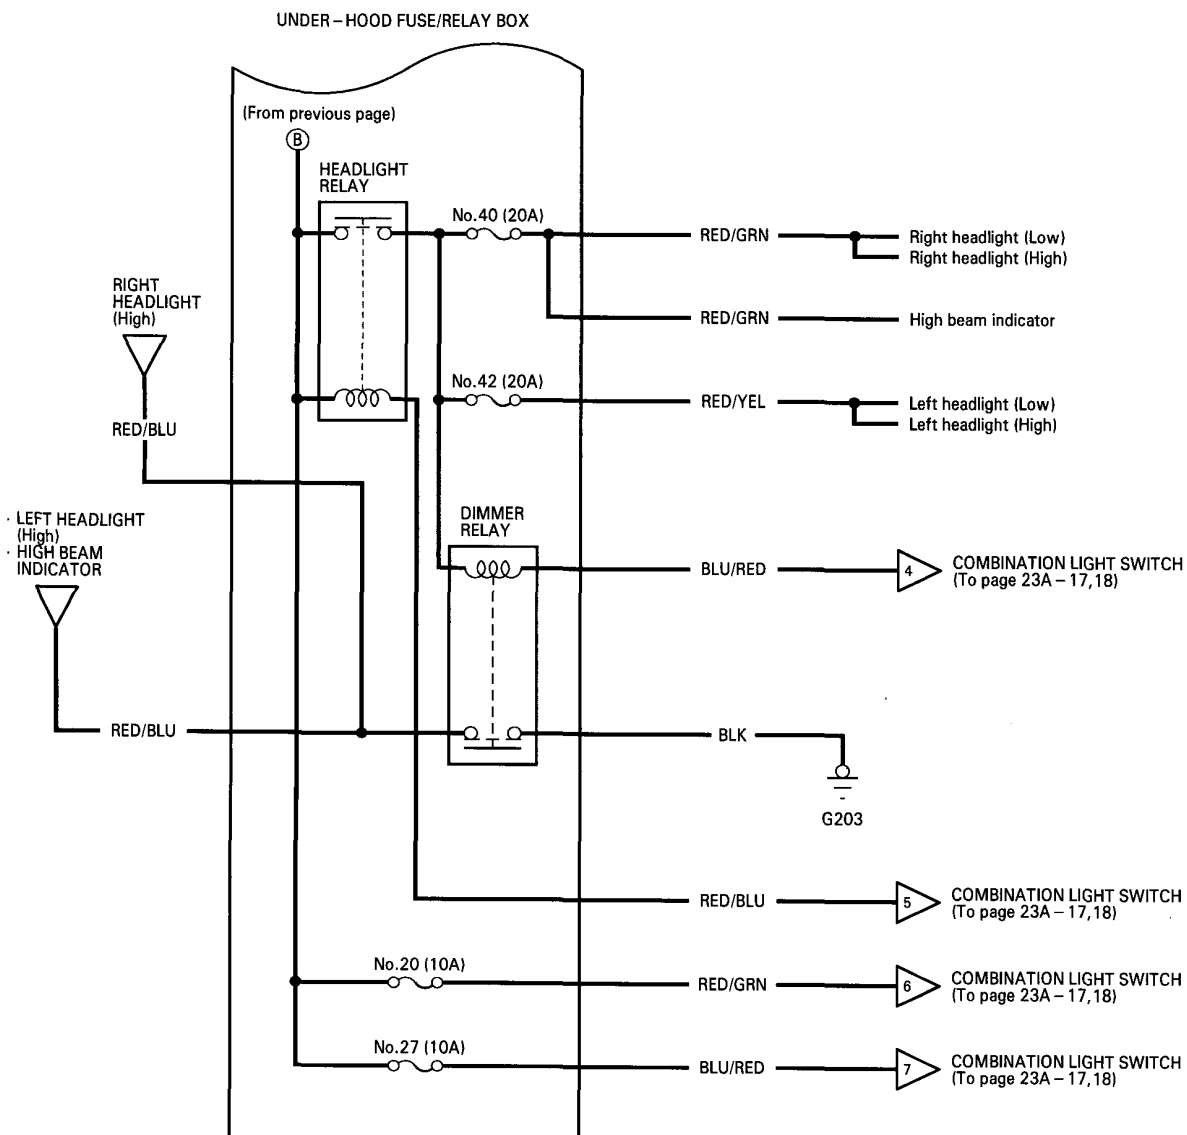 UNDER–HOOD FUSE/RELAY BOX
(From previous page)
B
HEADLIGHT
RELAY
No.40 (20A)
RED/GRN
Right headlight (Low)
Right headlight (High)
RIGHT
HEADLIGHT
(High)
RED/GRN
High beam indicator
No.42 (20A)
RED/YEL
Left headlight (Low)
Left headlight (High)
RED/BLU
· LEFT HEADLIGHT
(High)
· HIGH BEAM
INDICATOR
DIMMER
RELAY
BLU/RED
4
COMBINATION LIGHT SWITCH
(To page 23A–17,18)
RED/BLU
BLK
G203
RED/BLU
5
COMBINATION LIGHT SWITCH
(To page 23A–17,18)
No.20 (10A)
RED/GRN
6
COMBINATION LIGHT SWITCH
(To page 23A–17,18)
No.27 (10A)
BLU/RED
7
COMBINATION LIGHT SWITCH
(To page 23A–17,18)